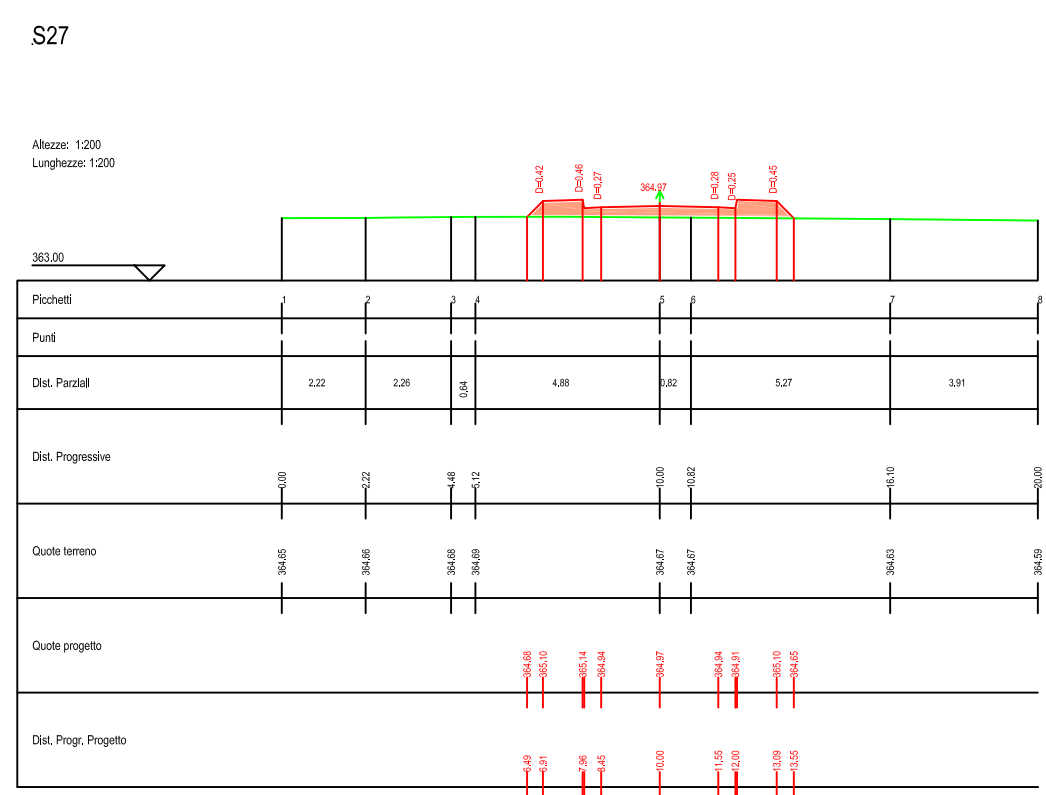 S27
Altezze: 1:200
Lunghezze: 1:200
D=0.42 D=0.46 D=0.27 364.97 D=0.28 D=0.25 D=0.45
363.00
Picchetti 1 2 3 4 5 6 7 8
Punti
Dist. Parziali 2.22 2.26 0.64 4.88 0.82 5.27 3.91
Dist. Progressive 0.00 2.22 4.48 5.12 10.00 10.82 16.10 20.00
Quote terreno 364.65 364.66 364.68 364.69 364.67 364.67 364.63 364.59
Quote progetto 364.68 365.10 365.14 364.94 364.97 364.94 364.91 365.10 364.65
Dist. Progr. Progetto 6.49 6.91 7.96 8.45 10.00 11.55 12.00 13.09 13.55